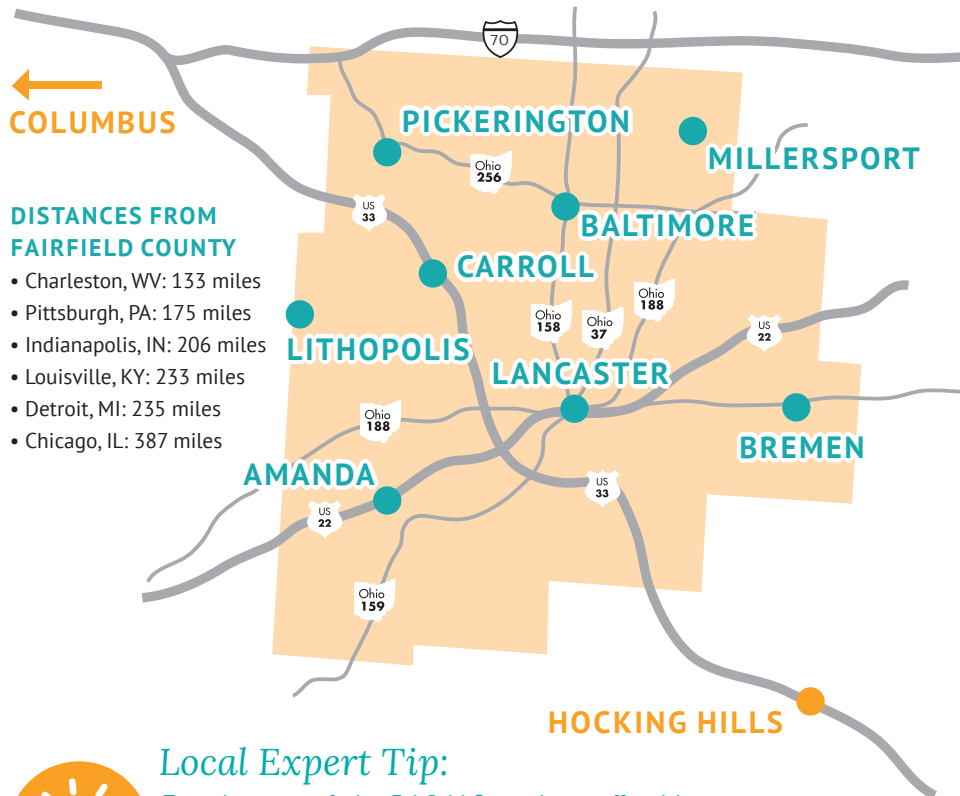 70
COLUMBUS
PICKERINGTON
MILLERSPORT
Ohio
256
US
33
BALTIMORE
DISTANCES FROM
FAIRFIELD COUNTY
• Charleston, WV: 133 miles
• Pittsburgh, PA: 175 miles
• Indianapolis, IN: 206 miles
• Louisville, KY: 233 miles
• Detroit, MI: 235 miles
• Chicago, IL: 387 miles
CARROLL
LITHOPOLIS
Ohio
158
Ohio
37
Ohio
188
US
22
LANCASTER
Ohio
188
BREMEN
AMANDA
US
22
US
33
Ohio
159
HOCKING HILLS
Local Expert Tip: